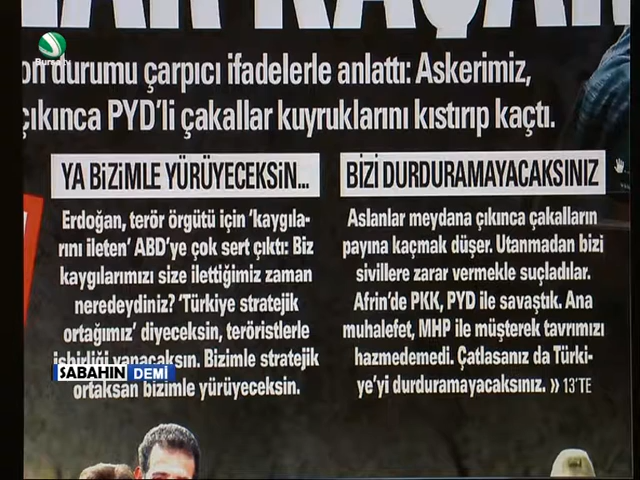 Bursa tv
durumu çarpıcı ifadelerle anlattı: Askerimiz,
çıkınca PYD'li çakallar kuyruklarını kıstırıp kaçtı.
YA BİZİMLE YÜRÜYECEKSİN...
Erdoğan, terör örgütü için 'kaygıla-
rını ileten' ABD'ye çok sert çıktı: Biz
kaygılarımızı size ilettiğimiz zaman
neredeydiniz? 'Türkiye stratejik
ortağımız' diyeceksin, teröristlerle
işbirliği yapacaksın. Bizimle stratejik
ortaksan bizimle yürüyeceksin.
BİZİ DURDURAMAYACAKSINIZ
Aslanlar meydana çıkınca çakalların
payına kaçmak düşer. Utanmadan bizi
sivillere zarar vermekle suçladılar.
Afrin'de PKK, PYD ile savaştık. Ana
muhalefet, MHP ile müşterek tavrımızı
hazmedemedi. Çatlasanız da Türki-
ye'yi durduramayacaksınız. » 13'TE
SABAHIN DEMİ